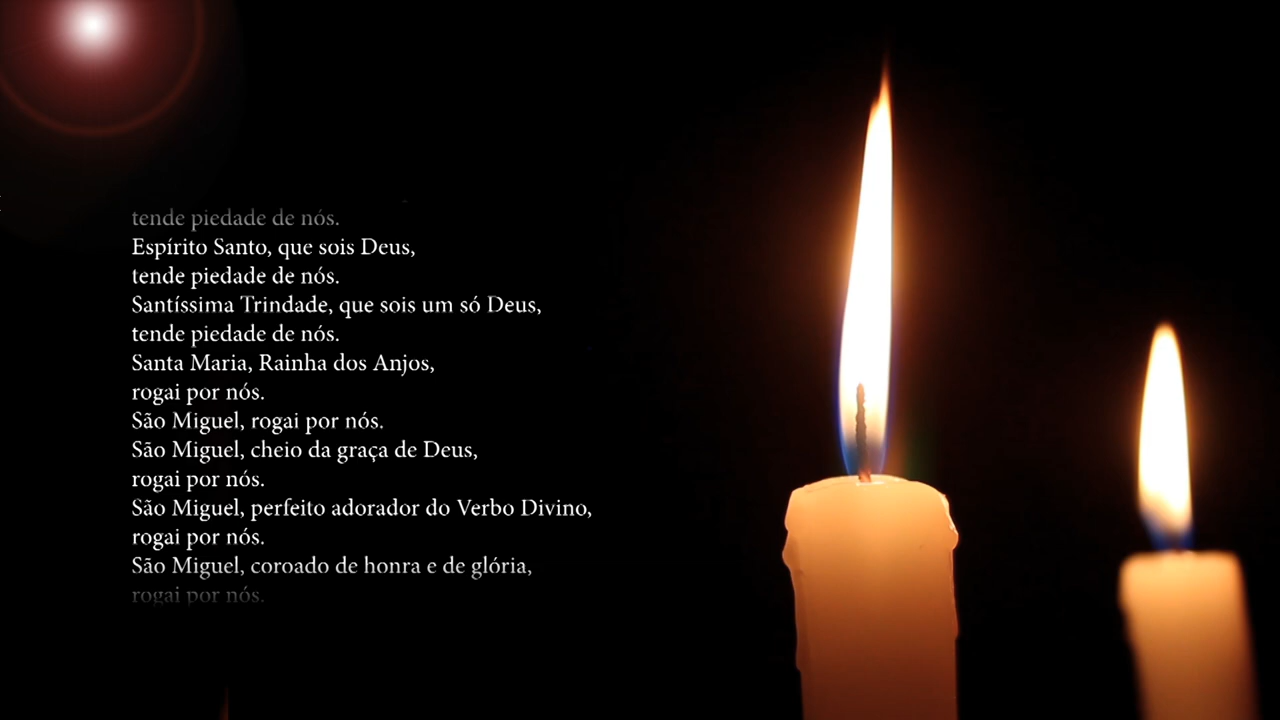 tende piedade de nós.
Espírito Santo, que sois Deus,
tende piedade de nós.
Santíssima Trindade, que sois um só Deus,
tende piedade de nós.
Santa Maria, Rainha dos Anjos,
rogai por nós.
São Miguel, rogai por nós.
São Miguel, cheio da graça de Deus,
rogai por nós.
São Miguel, perfeito adorador do Verbo Divino,
rogai por nós.
São Miguel, coroado de honra e de glória,
rogai por nós.